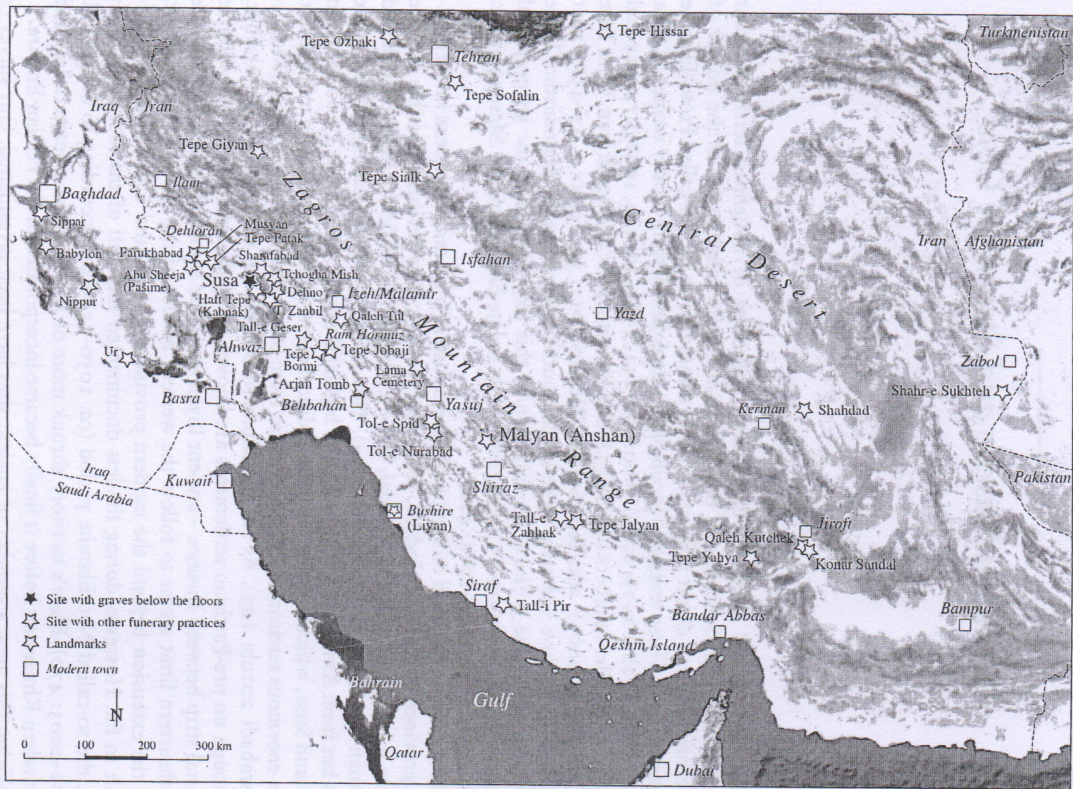 Tepe Ozbaki
Tehran
Tepe Hissar
Turkmenistan
Tepe Sofalin
Iraq
Iran
Tepe Giyan
Ilam
Tepe Sialk
Baghdad
Sippar
Babylon
Nippur
Ur
Zagros
Mountain
Range
Central
Desert
Iran
Afghanistan
Dehloran
Musyan
Tepe Patak
Farukhabad
Sharafabad
Abu Sheeja
(Pašime)
Susa
Tchogha Mish
Dehno
Haft Tepe
(Kabnak)
T. Zanbil
Isfahan
Izeh/Malamir
Qaleh Tul
Yazd
Tall-e Geser
Ram Hormuz
Ahwaz
Tepe
Bormi
Tepe Jobaji
Lama
Cemetery
Zabol
Shahr-e Sukhteh
Arjan Tomb
Basra
Behbahan
Yasuj
Kerman
Shahdad
Tol-e Spid
Tol-e Nurabad
Malyan (Anshan)
Iraq
Saudi Arabia
Kuwait
Shiraz
Pakistan
Bushire
(Liyan)
Tall-e
Zahhak
Tepe Jalyan
Jiroft
Qaleh Kutchek
Tepe Yahya
Konar Sandal
Siraf
Tall-i Pir
Bandar Abbas
Bampur
Qeshm Island
Site with graves below the floors
Site with other funerary practices
Landmarks
Modern town
Bahrain
Gulf
N
Qatar
0 100 200 300 km
Dubai